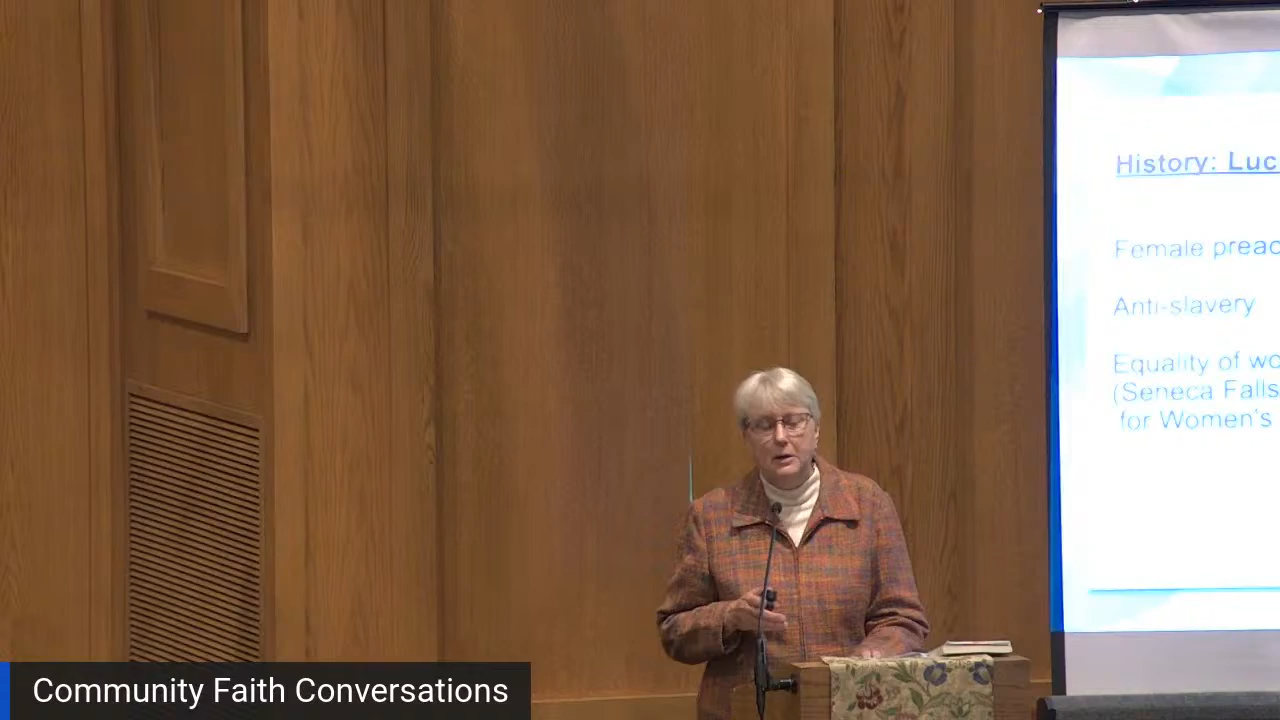 History: Luc
Female preac
Anti-slavery
Equality of wo
(Seneca Falls
for Women's
Community Faith Conversations